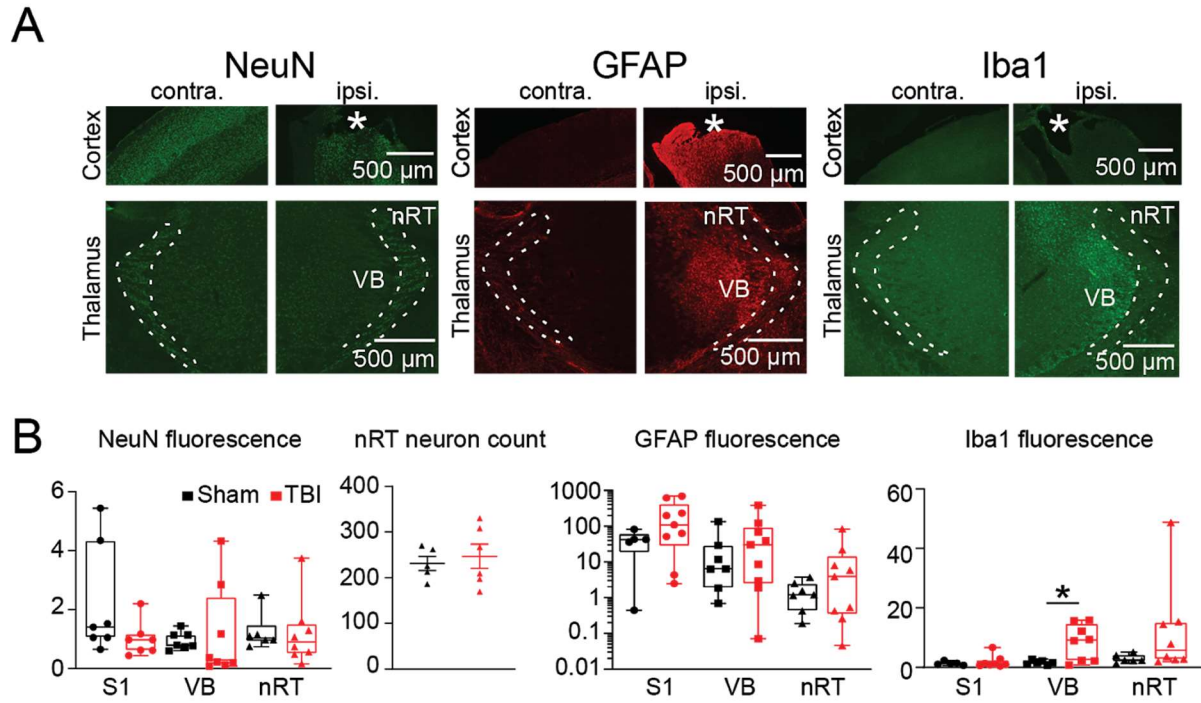 A
NeuN GFAP Iba1
contra. ipsi. contra. ipsi. contra. ipsi.
Cortex * 500 µm Cortex * 500 µm Cortex * 500 µm
Thalamus nRT VB 500 µm Thalamus nRT VB 500 µm Thalamus nRT VB 500 µm
B
NeuN fluorescence nRT neuron count GFAP fluorescence Iba1 fluorescence
Sham TBI
6
4
2
0
S1 VB nRT
400
300
200
100
0
1000
100
10
1
0.1
0.01
S1 VB nRT
60
40
20
0
*
S1 VB nRT